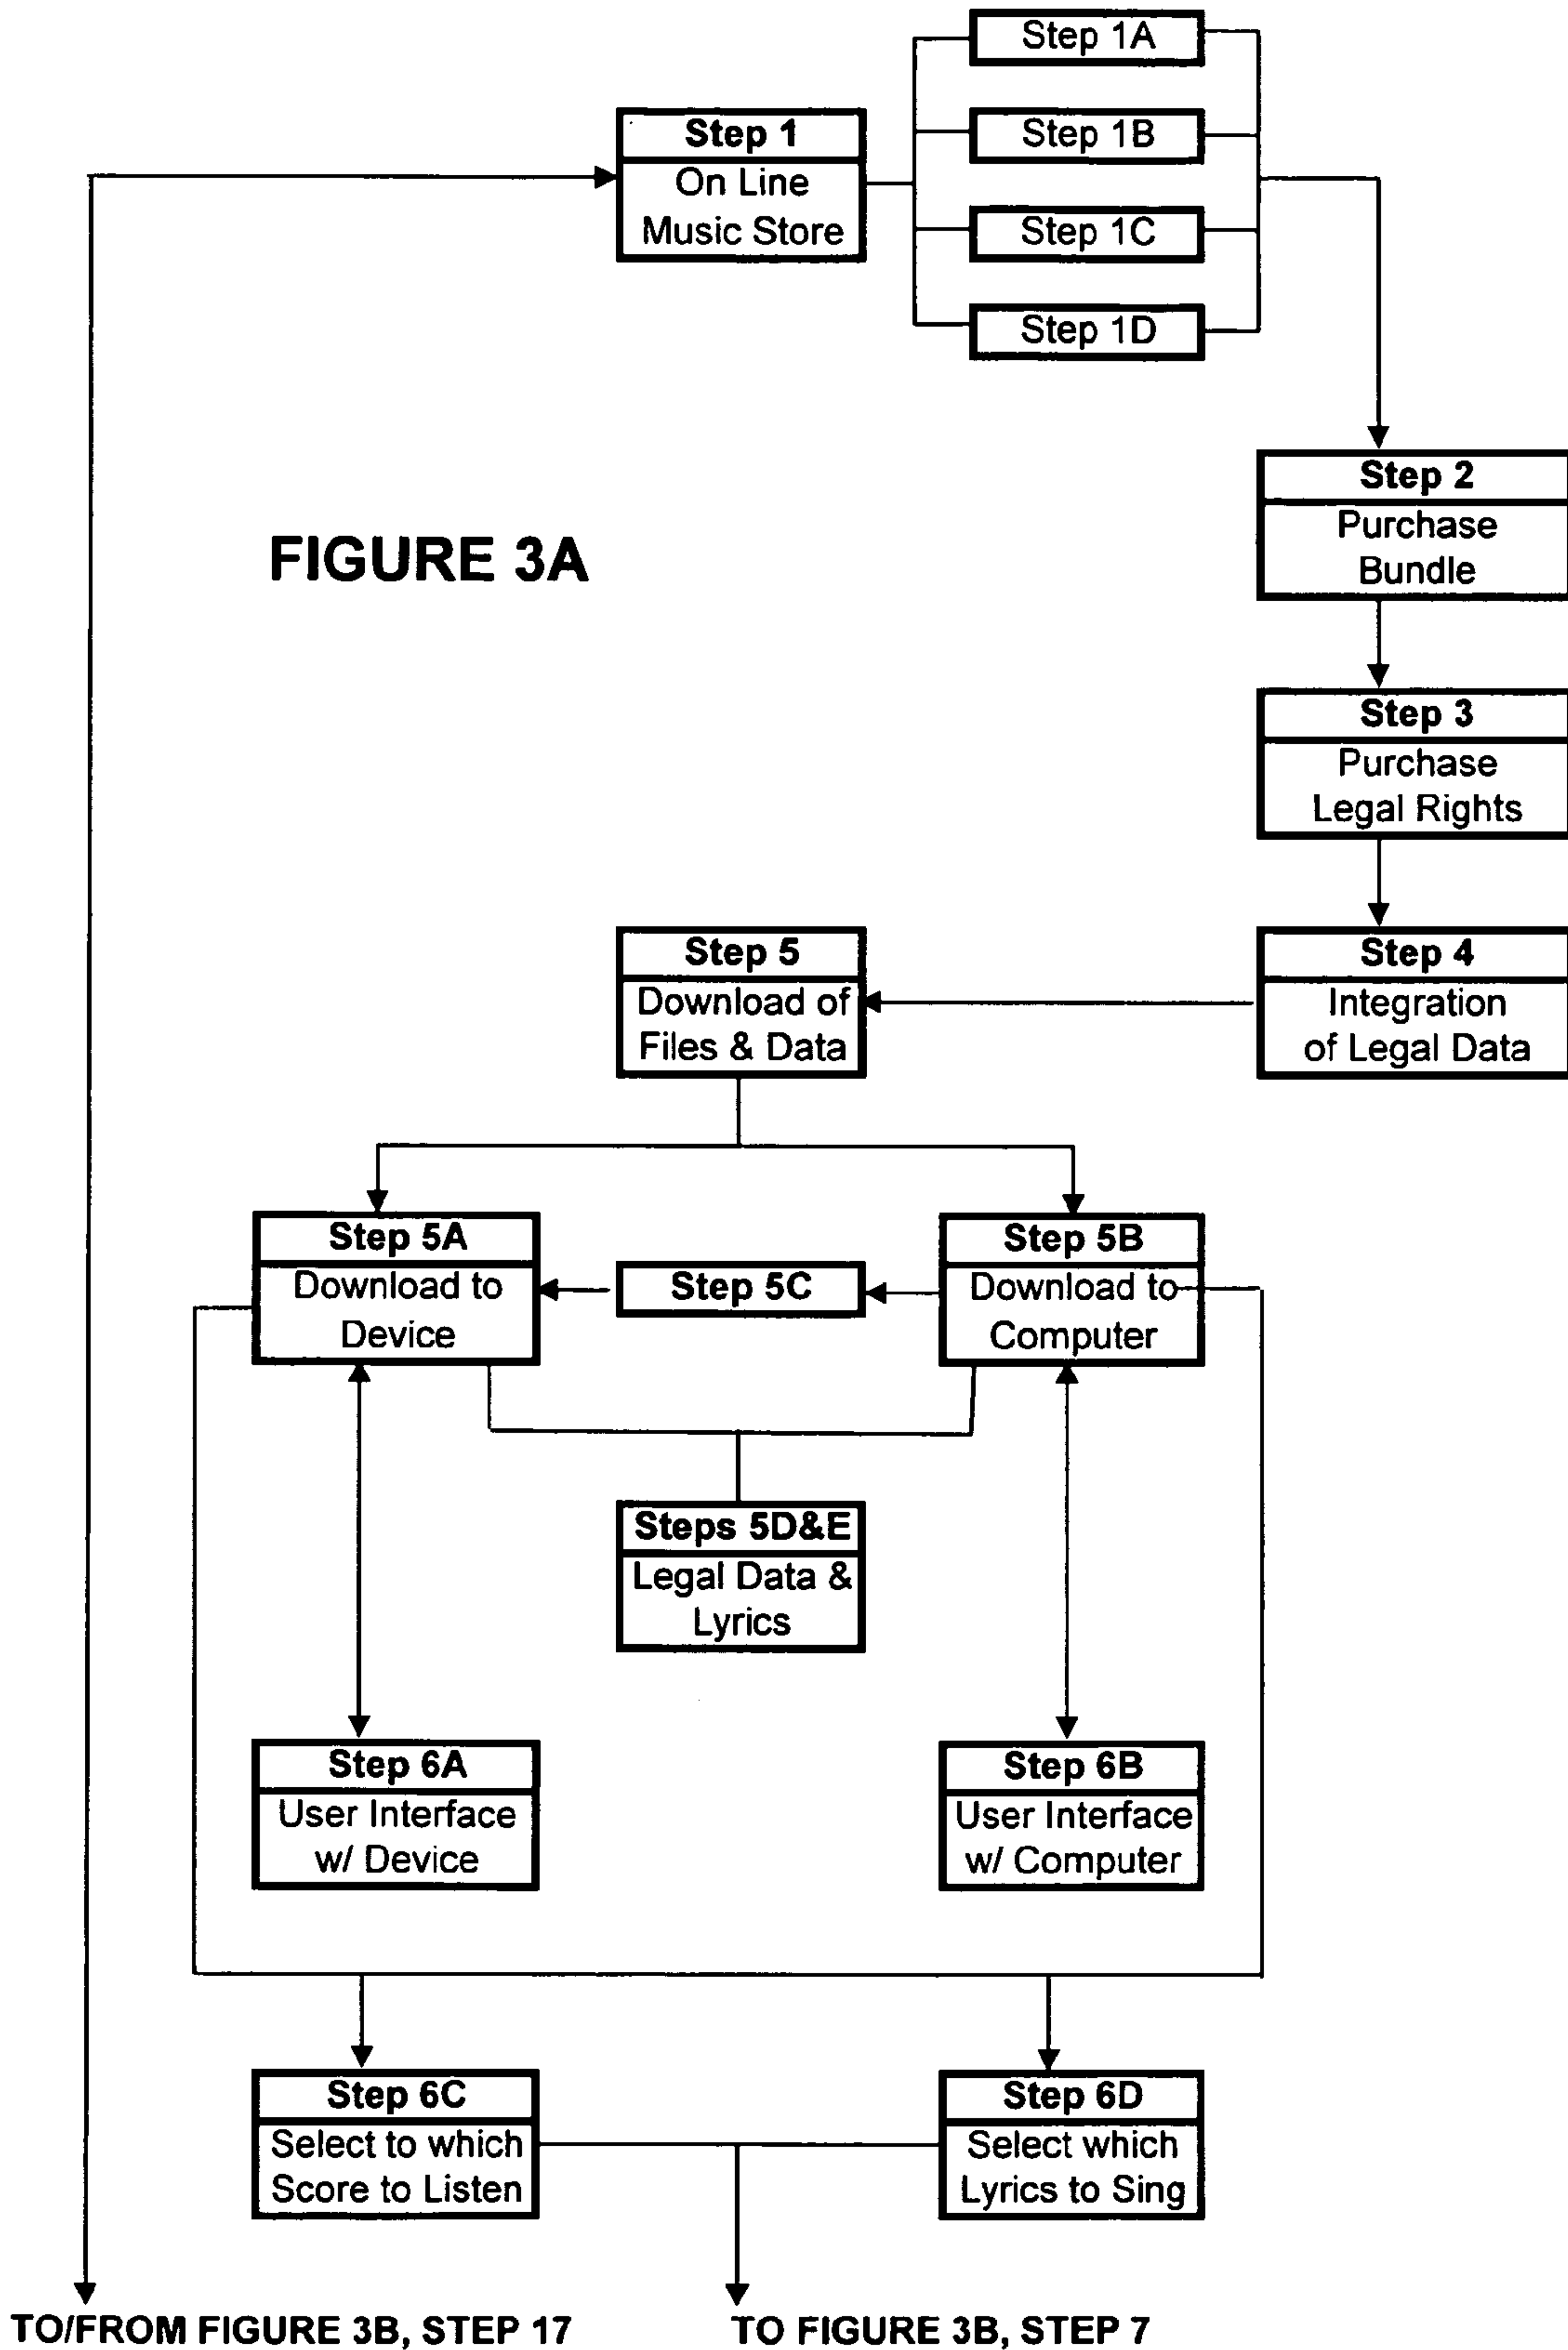 Step 1A
Step 1
Step 1B
On Line
Music Store
Step 1C
Step 1D
Step 2
Purchase
Bundle
FIGURE 3A
Step 3
Purchase
Legal Rights
Step 5
Download of
Files & Data
Step 4
Integration
of Legal Data
Step 5A
Download to
Device
Step 5C
Step 5B
Download to
Computer
Steps 5D&E
Legal Data &
Lyrics
Step 6A
User Interface
w/ Device
Step 6B
User Interface
w/ Computer
Step 6C
Select to which
Score to Listen
Step 6D
Select which
Lyrics to Sing
TO/FROM FIGURE 3B, STEP 17
TO FIGURE 3B, STEP 7